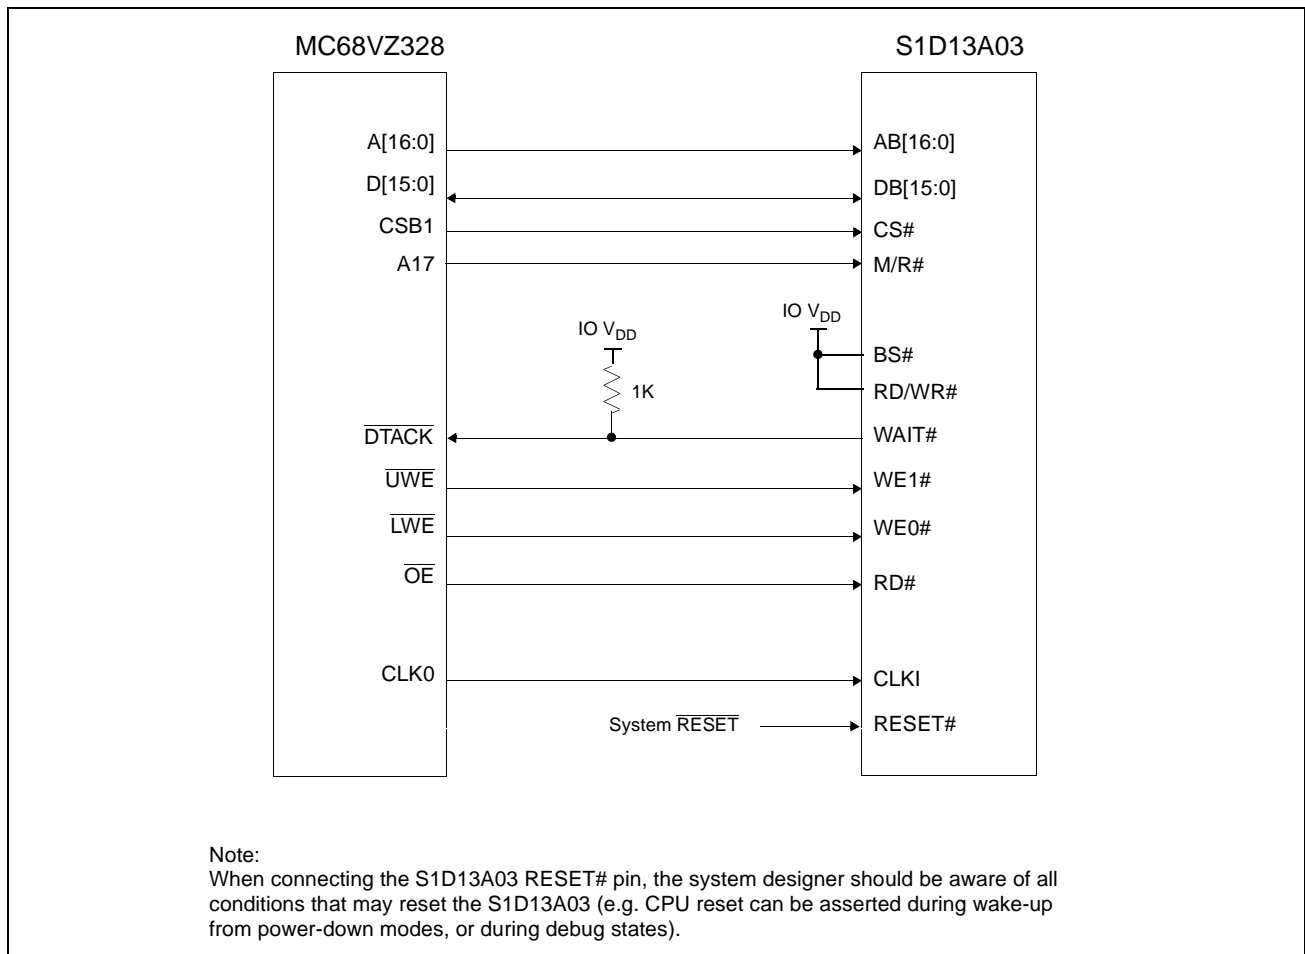 MC68VZ328 S1D13A03
A[16:0] AB[16:0]
D[15:0] DB[15:0]
CSB1 CS#
A17 M/R#
IO VDD
IO VDD
BS#
1K RD/WR#
DTACK WAIT#
UWE WE1#
LWE WE0#
OE RD#
CLK0 CLKI
System RESET RESET#
Note:
When connecting the S1D13A03 RESET# pin, the system designer should be aware of all
conditions that may reset the S1D13A03 (e.g. CPU reset can be asserted during wake-up
from power-down modes, or during debug states).